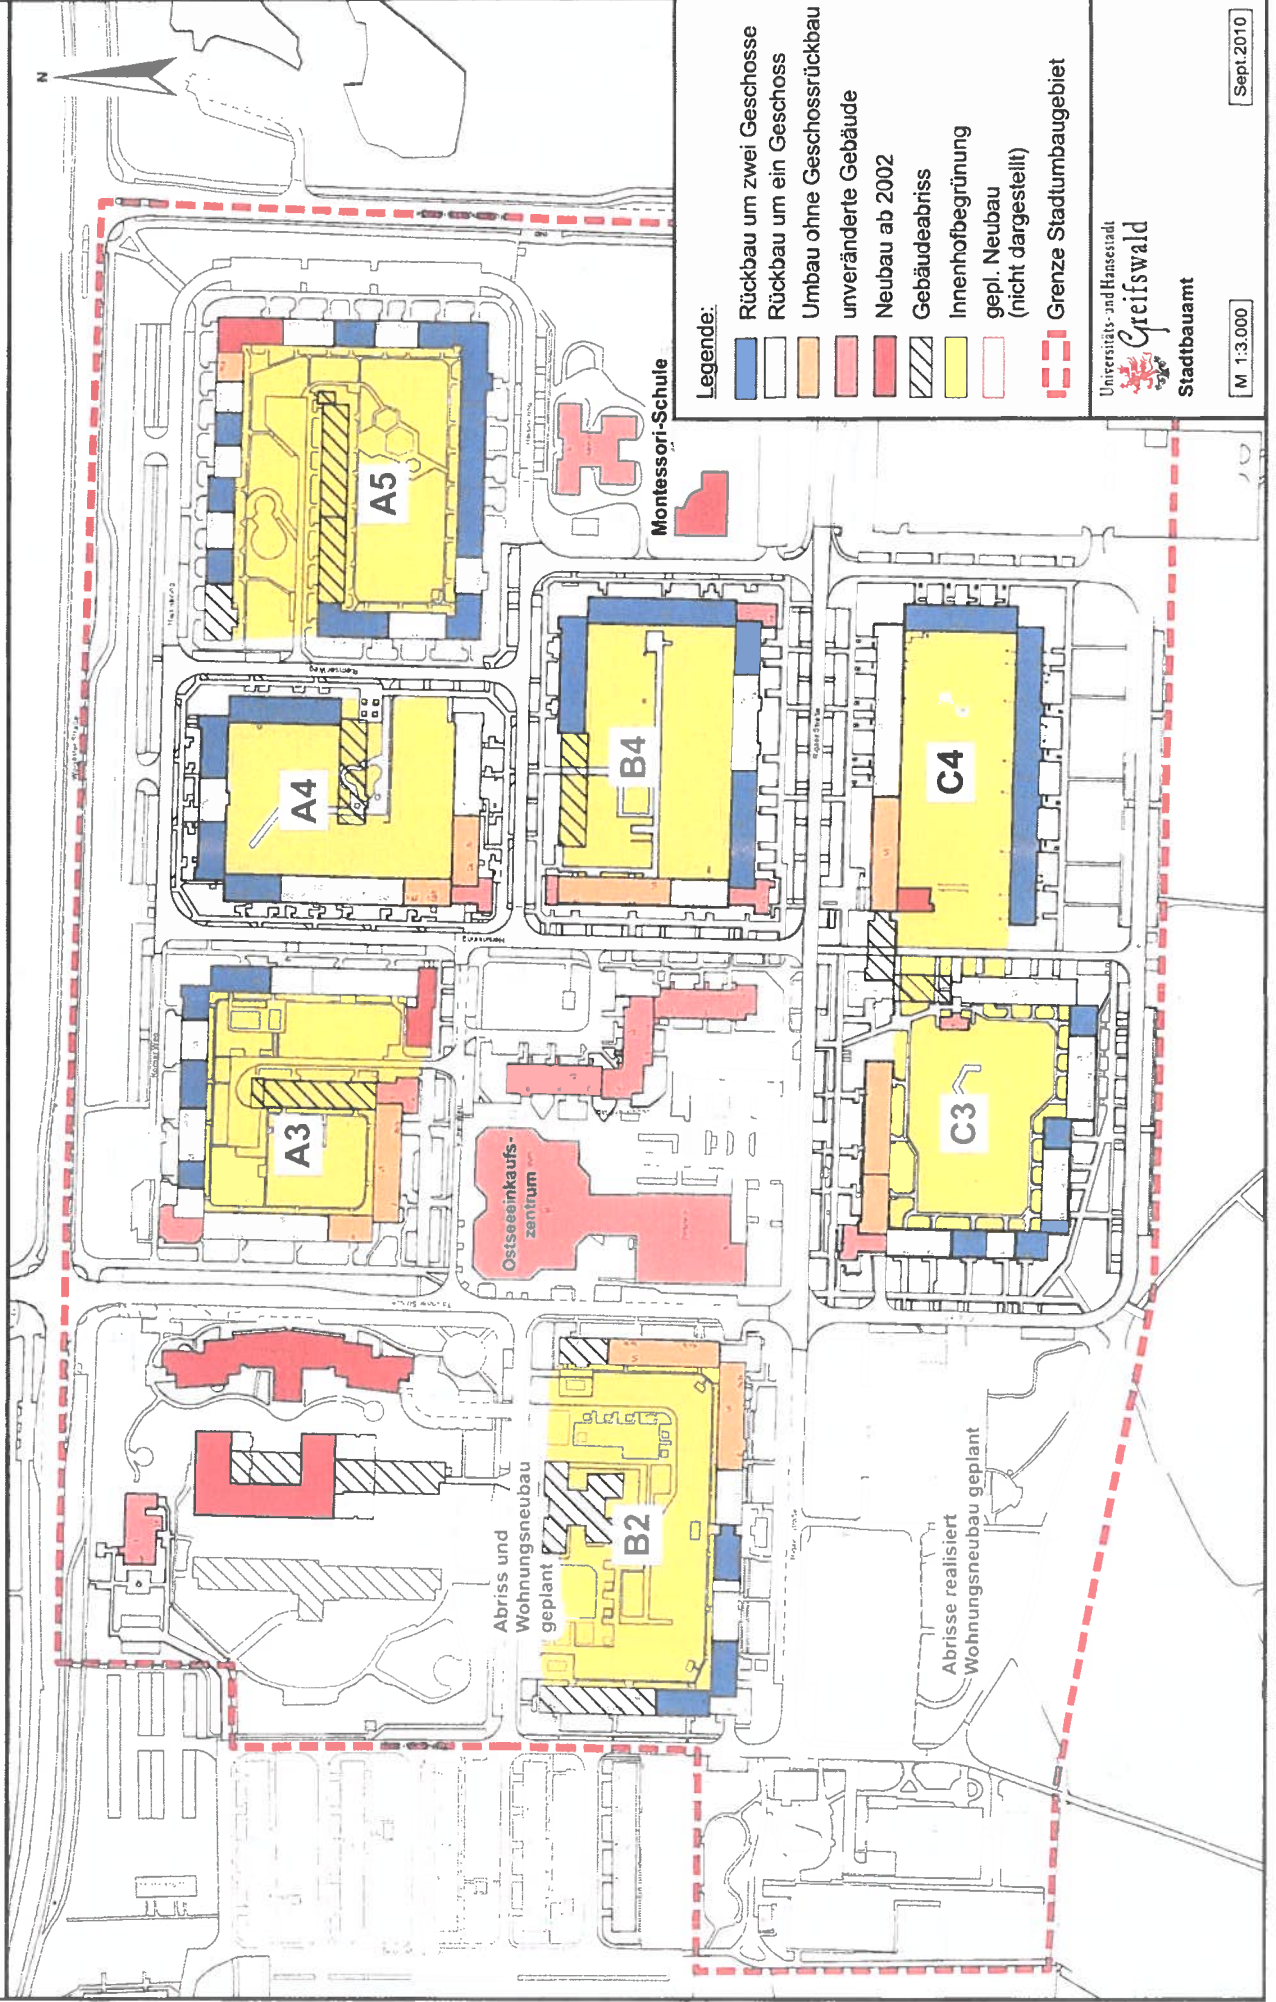 N
A5
A4
A3
B4
C4
C3
B2
Montessori-Schule
Ostseeeinkaufs-
zentrum
Abriss und
Wohnungsneubau
geplant
Abrisse realisiert
Wohnungsneubau geplant
Legende:
Rückbau um zwei Geschosse
Rückbau um ein Geschoss
Umbau ohne Geschossrückbau
unveränderte Gebäude
Neubau ab 2002
Gebäudeabriss
Innenhofbegrünung
gepl. Neubau
(nicht dargestellt)
Grenze Stadtumbaugebiet
Universitäts- und Hansestadt
Greifswald
Stadtbauamt
M 1:3.000
Sept.2010